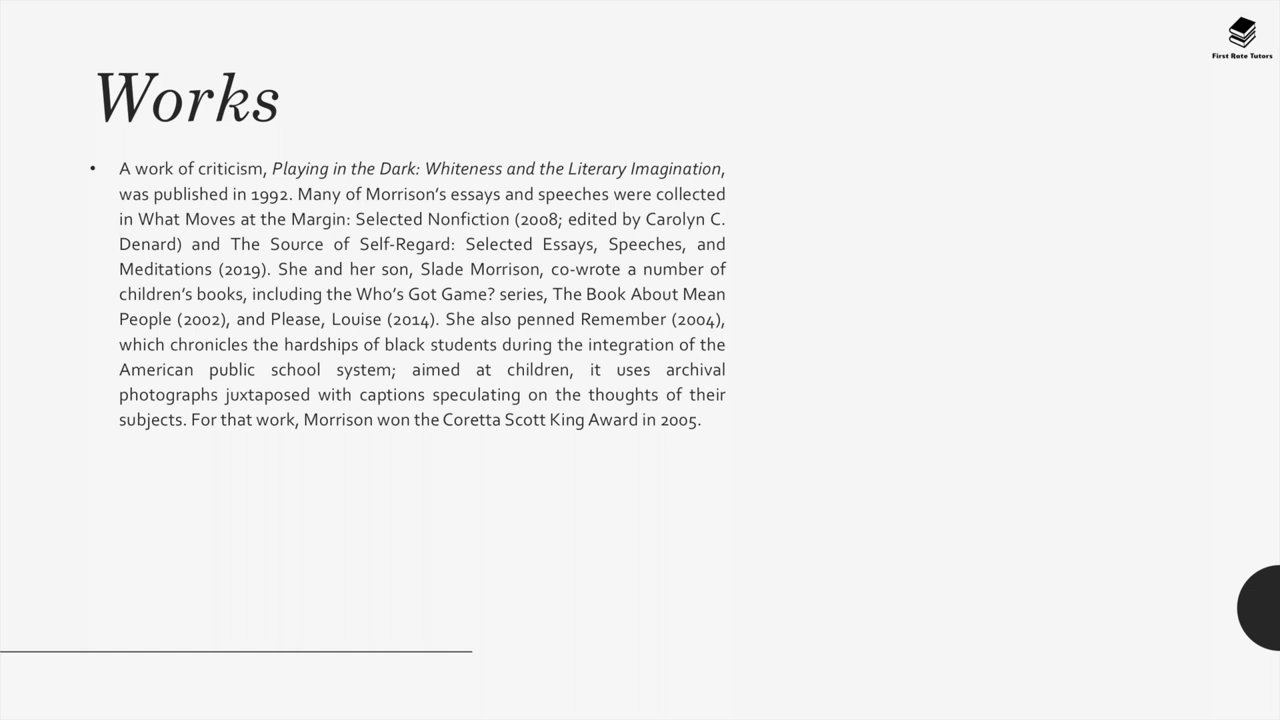 First Rate Tutors
Works
• A work of criticism, Playing in the Dark: Whiteness and the Literary Imagination,
was published in 1992. Many of Morrison’s essays and speeches were collected
in What Moves at the Margin: Selected Nonfiction (2008; edited by Carolyn C.
Denard) and The Source of Self-Regard: Selected Essays, Speeches, and
Meditations (2019). She and her son, Slade Morrison, co-wrote a number of
children’s books, including the Who’s Got Game? series, The Book About Mean
People (2002), and Please, Louise (2014). She also penned Remember (2004),
which chronicles the hardships of black students during the integration of the
American public school system; aimed at children, it uses archival
photographs juxtaposed with captions speculating on the thoughts of their
subjects. For that work, Morrison won the Coretta Scott King Award in 2005.